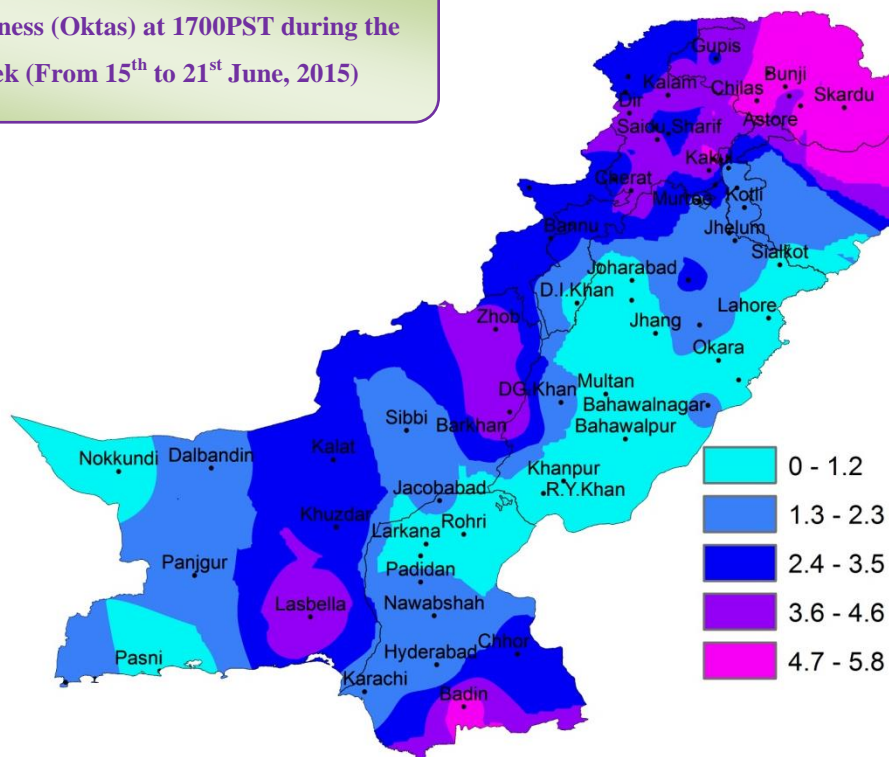 ness (Oktas) at 1700PST during the
ek (From 15th to 21st June, 2015)
Gupis
Kalam
Bunji
Chilas
Skardu
Dir
Astore
Saidu Sharif
Kakul
Cherat
Murree
Kotli
Bannu
Jhelum
Sialkot
Joharabad
D.I.Khan
Lahore
Zhob
Jhang
Okara
DG.Khan
Multan
Bahawalnagar
Sibbi
Barkhan
Bahawalpur
Nokkundi
Dalbandin
Kalat
Khanpur
R.Y.Khan
Jacobabad
Khuzdar
Larkana
Rohri
Panjgur
Padidan
Lasbella
Nawabshah
Pasni
Hyderabad
Chhor
Karachi
Badin
0 - 1.2
1.3 - 2.3
2.4 - 3.5
3.6 - 4.6
4.7 - 5.8